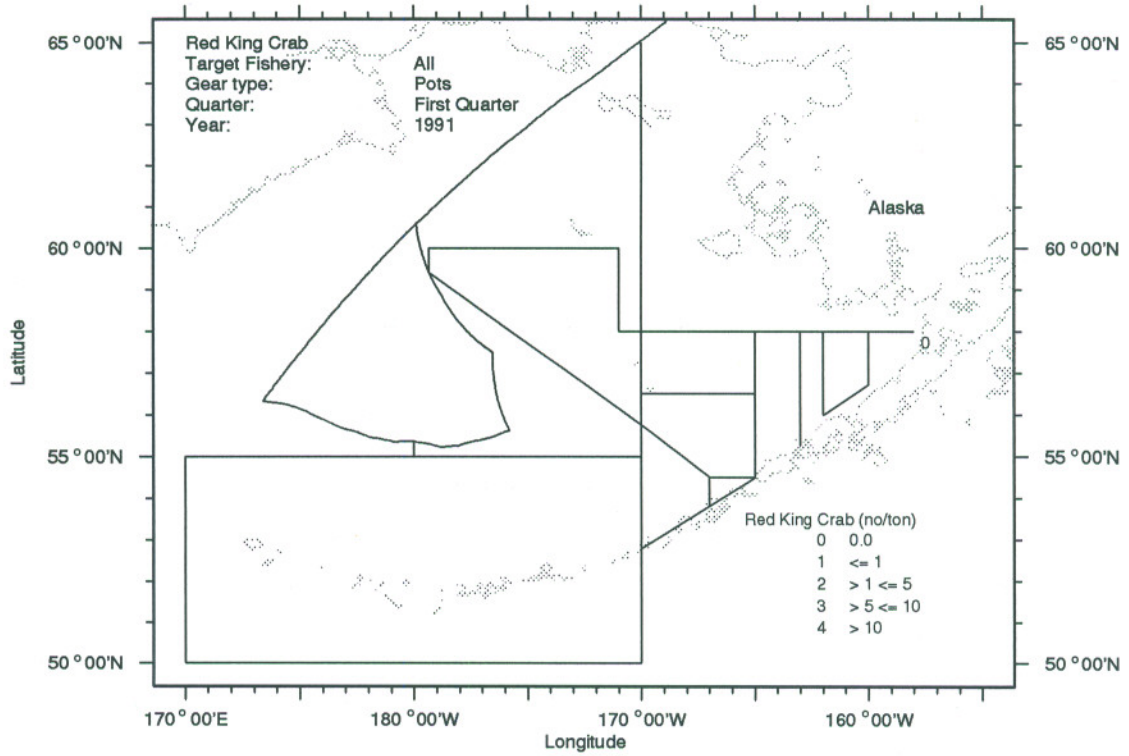 65°00'N
65°00'N
Red King Crab
Target Fishery: All
Gear type: Pots
Quarter: First Quarter
Year: 1991
Alaska
60°00'N
60°00'N
0
Latitude
55°00'N
55°00'N
Red King Crab (no/ton)
0 0.0
1 <= 1
2 > 1 <= 5
3 > 5 <= 10
4 > 10
50°00'N
50°00'N
170°00'E 180°00'W 170°00'W 160°00'W
Longitude